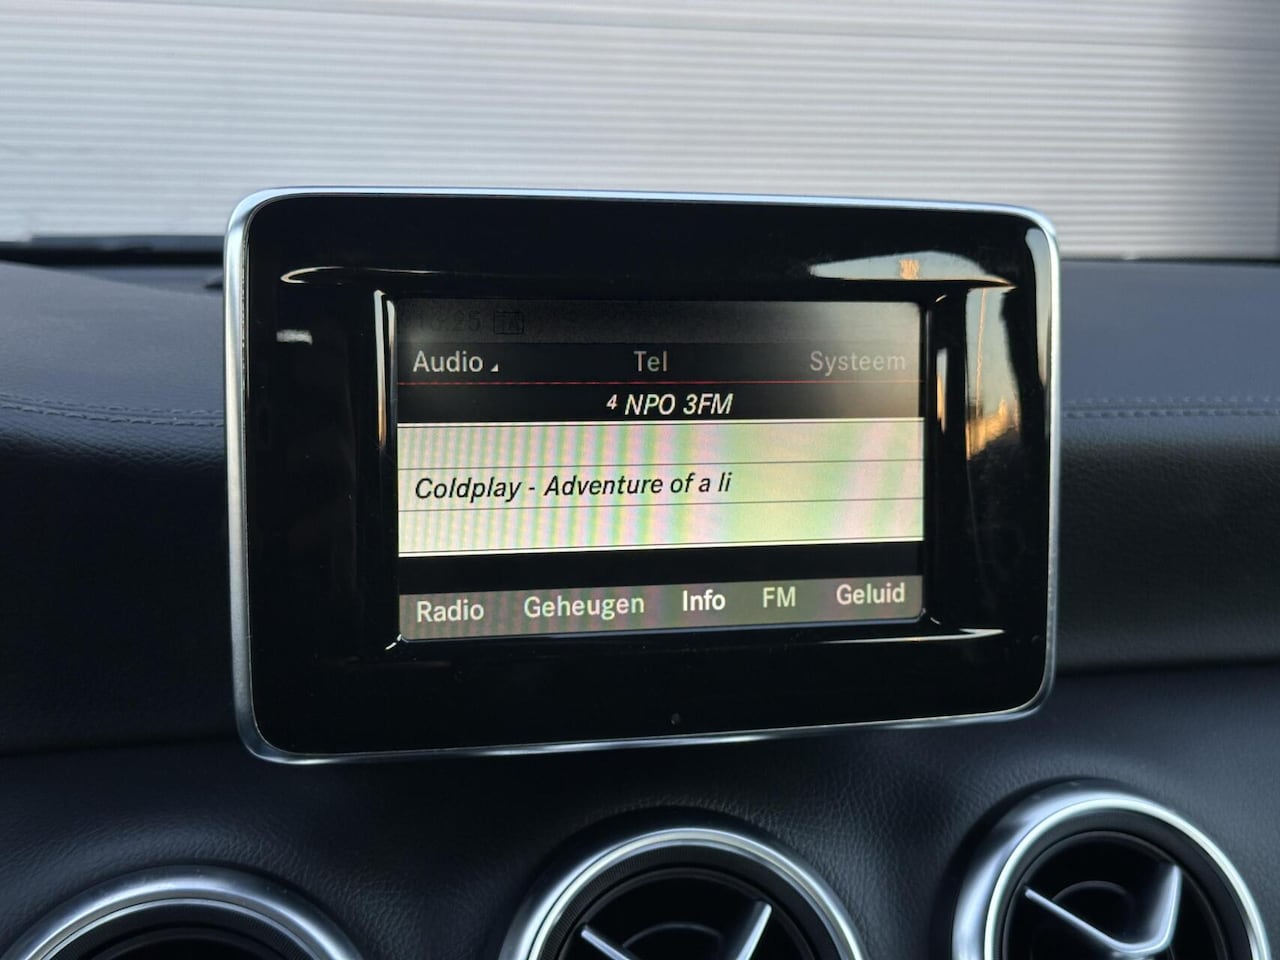 Audio Tel Systeem
4 NPO 3FM
Coldplay - Adventure of a li
Radio Geheugen Info FM Geluid